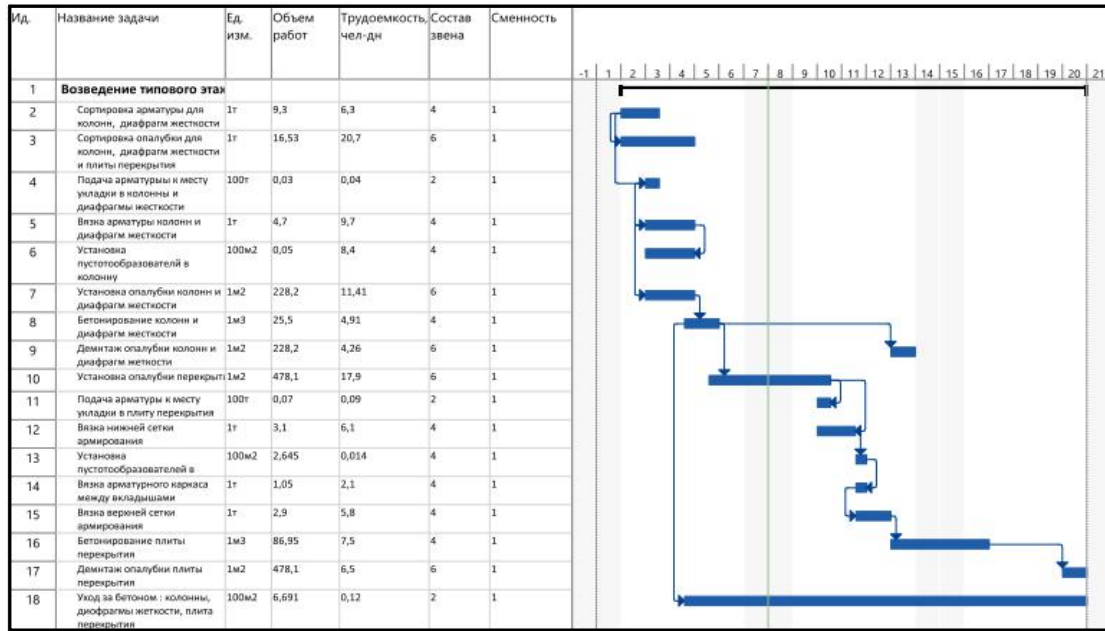 Ид.
Название задачи
Ед.
изм.
Объем
работ
Трудоемкость,
чел-дн
Состав
звена
Сменность
-1 1 2 3 4 5 6 7 8 9 10 11 12 13 14 15 16 17 18 19 20 21
1 Возведение типового этаж
2 Сортировка арматуры для 1т 9,3 6,3 4 1
колонн, диафрагм жесткости
3 Сортировка опалубки для 1т 16,53 20,7 6 1
колонн, диафрагм жесткости
и плиты перекрытия
4 Подача арматурыы к месту 100т 0,03 0,04 2 1
укладки в колонны и
диафрагмы жесткости
5 Вязка арматуры колонн и 1т 4,7 9,7 4 1
диафрагм жесткости
6 Установка 100м2 0,05 8,4 4 1
пустотообразователй в
колонну
7 Установка опалубки колонн и 1м2 228,2 11,41 6 1
диафрагм жесткости
8 Бетонирование колонн и 1м3 25,5 4,91 4 1
диафрагм жесткости
9 Демнтаж опалубки колонн и 1м2 228,2 4,26 6 1
диафрагм жеткости
10 Установка опалубки перекрыти 1м2 478,1 17,9 6 1
11 Подача арматуры к месту 100т 0,07 0,09 2 1
укладки в плиту перекрытия
12 Вязка нижней сетки 1т 3,1 6,1 4 1
армирования
13 Установка 100м2 2,645 0,014 4 1
пустотообразователей в
14 Вязка арматурного каркаса 1т 1,05 2,1 4 1
между вкладышами
15 Вязка верхней сетки 1т 2,9 5,8 4 1
армирования
16 Бетонирование плиты 1м3 86,95 7,5 4 1
перекрытия
17 Демнтаж опалубки плиты 1м2 478,1 6,5 6 1
перекрытия
18 Уход за бетоном : колонны, 100м2 6,691 0,12 2 1
диофрагмы жеткости, плита
перекрытия